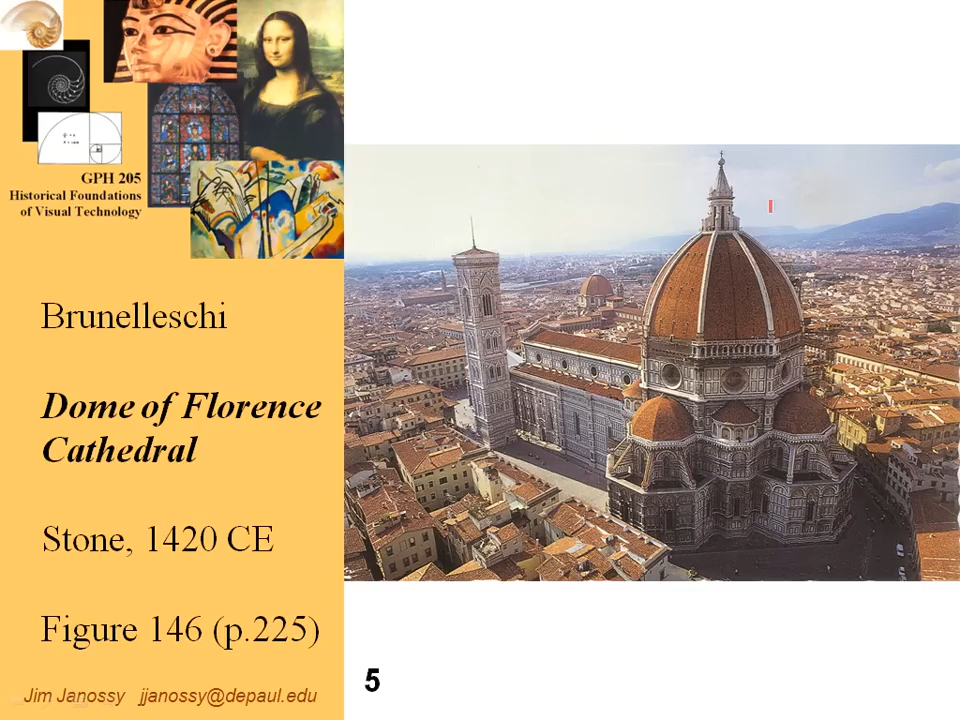 GPH 205
Historical Foundations
of Visual Technology
Brunelleschi
Dome of Florence
Cathedral
Stone, 1420 CE
Figure 146 (p.225)
Jim Janossy jjanossy@depaul.edu
5